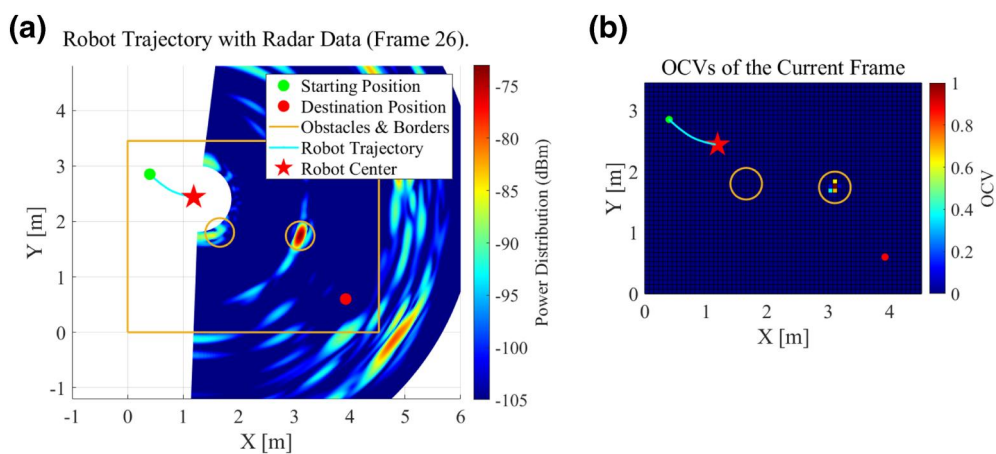 (a)
Robot Trajectory with Radar Data (Frame 26).
Starting Position
Destination Position
Obstacles & Borders
Robot Trajectory
Robot Center
4
3
2
1
0
-1
Y [m]
-1
0
1
2
3
4
5
6
X [m]
-75
-80
-85
-90
-95
-100
-105
Power Distribution (dBm)
(b)
OCVs of the Current Frame
3
2
1
0
Y [m]
0
1
2
3
4
X [m]
1
0.8
0.6
0.4
0.2
0
OCV